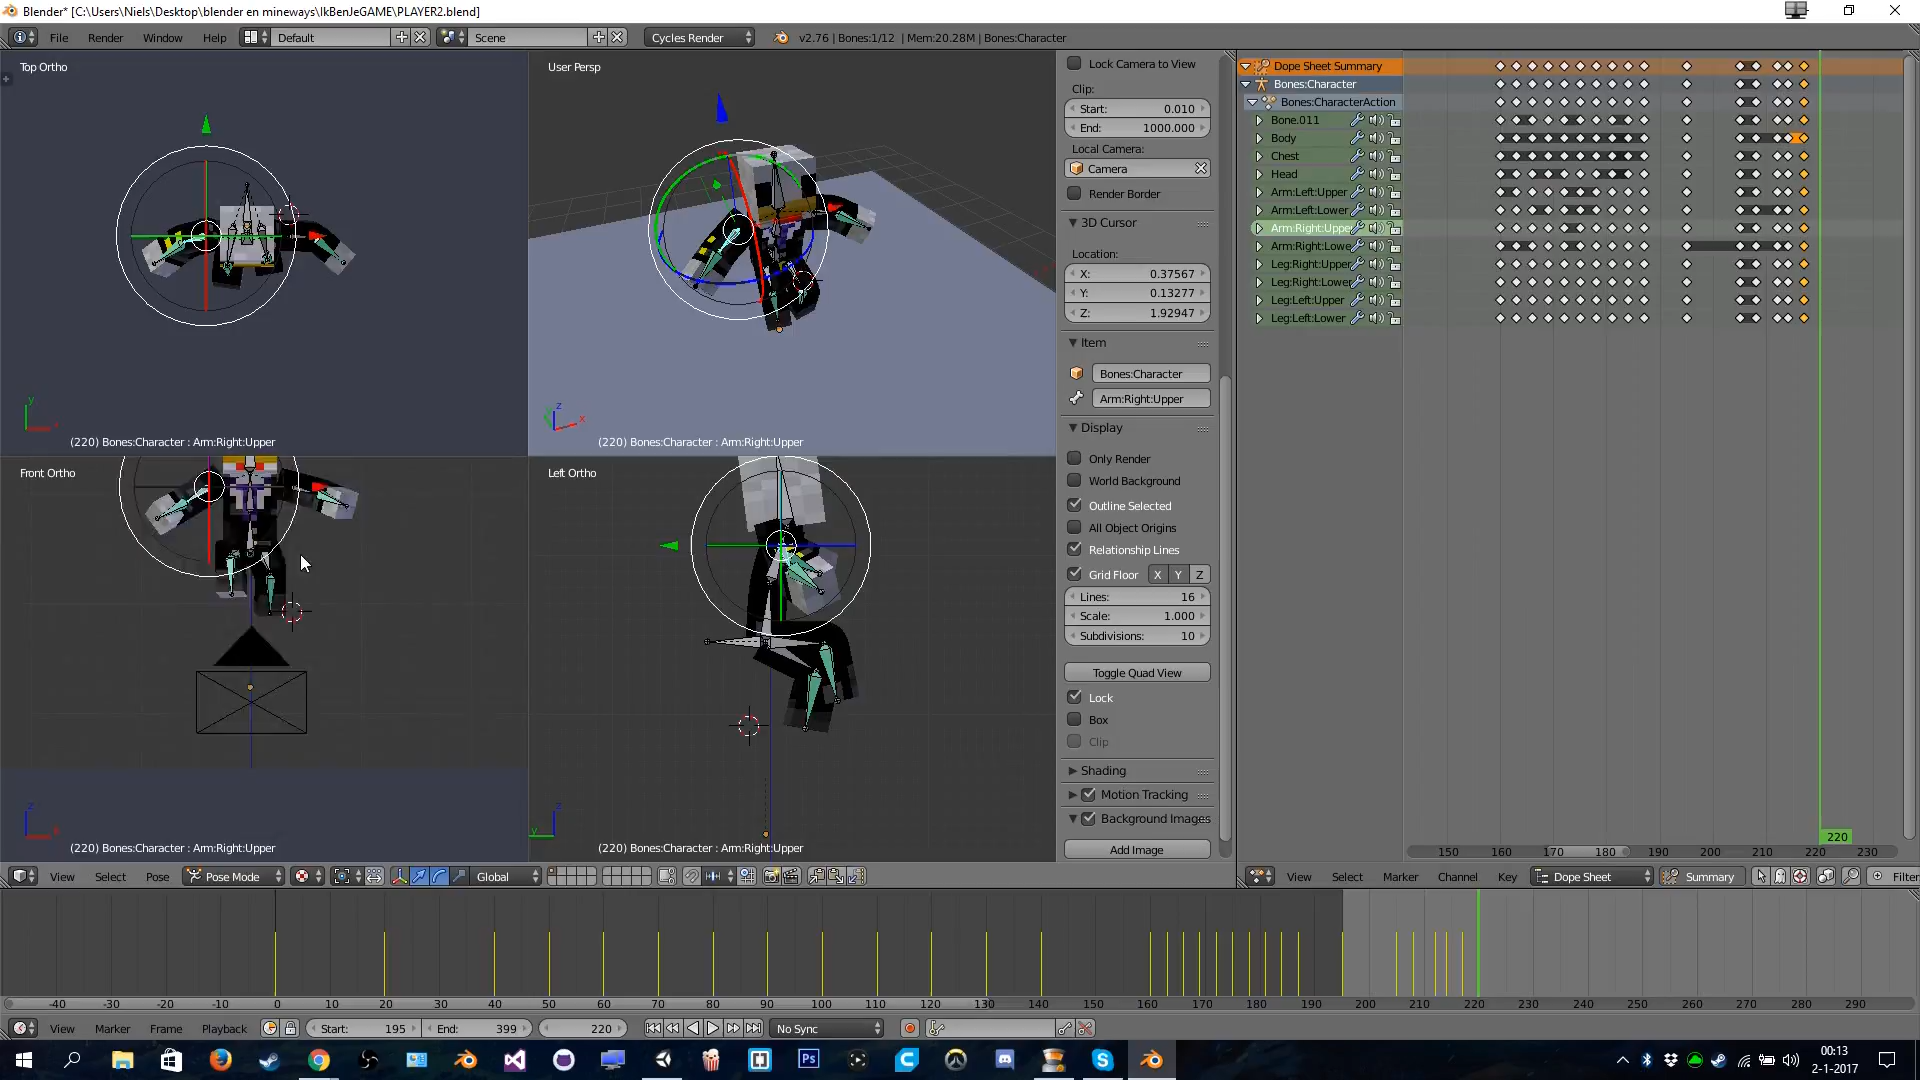 Blender* [C:\Users\Niels\Desktop\blender en mineways\IkBenJeGAME\PLAYER2.blend]
File Render Window Help Default Scene Cycles Render v2.76 | Bones:1/12 | Mem:20.28M | Bones:Character
Top Ortho
(220) Bones:Character : Arm:Right:Upper
User Persp
(220) Bones:Character : Arm:Right:Upper
Front Ortho
(220) Bones:Character : Arm:Right:Upper
Left Ortho
(220) Bones:Character : Arm:Right:Upper
Lock Camera to View
Clip:
Start: 0.010
End: 1000.000
Local Camera:
Camera
Render Border
3D Cursor
Location:
X: 0.37567
Y: 0.13277
Z: 1.92947
Item
Bones:Character
Arm:Right:Upper
Display
Only Render
World Background
Outline Selected
All Object Origins
Relationship Lines
Grid Floor X Y Z
Lines: 16
Scale: 1.000
Subdivisions: 10
Toggle Quad View
Lock
Box
Clip
Shading
Motion Tracking
Background Images
Add Image
Dope Sheet Summary
Bones:Character
Bones:CharacterAction
Bone.011
Body
Chest
Head
Arm:Left:Upper
Arm:Left:Lower
Arm:Right:Uppe
Arm:Right:Lowe
Leg:Right:Upper
Leg:Right:Lower
Leg:Left:Upper
Leg:Left:Lower
220
150 160 170 180 190 200 210 220 230
View Select Pose Pose Mode Global
View Select Marker Channel Key Dope Sheet Summary Filter
-40 -30 -20 -10 0 10 20 30 40 50 60 70 80 90 100 110 120 130 140 150 160 170 180 190 200 210 220 230 240 250 260 270 280 290
View Marker Frame Playback Start: 195 End: 399 220 No Sync
Ps
00:13
2-1-2017